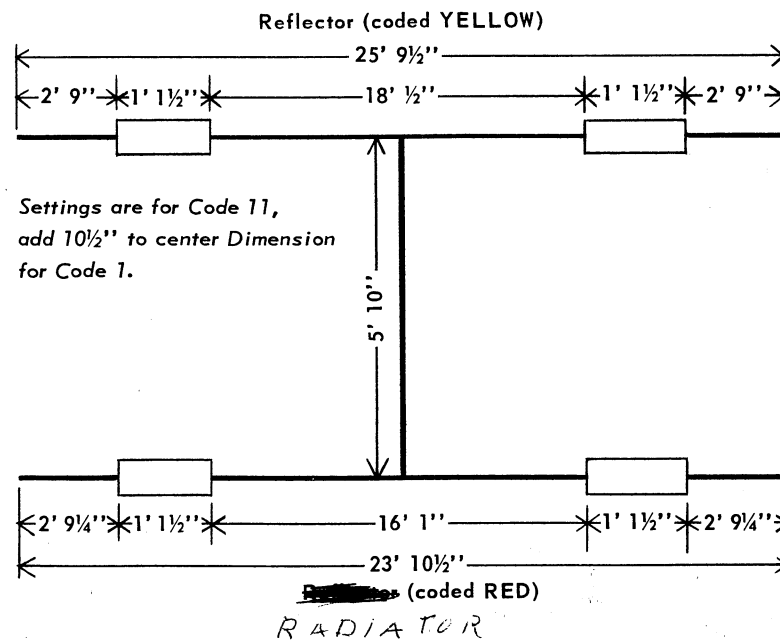 Reflector (coded YELLOW)
25' 9½''
2' 9'' 1' 1½'' 18' ½'' 1' 1½'' 2' 9''
Settings are for Code 11,
add 10½'' to center Dimension
for Code 1.
5' 10''
2' 9¼'' 1' 1½'' 16' 1'' 1' 1½'' 2' 9¼''
23' 10½''
(coded RED)
RADIATOR